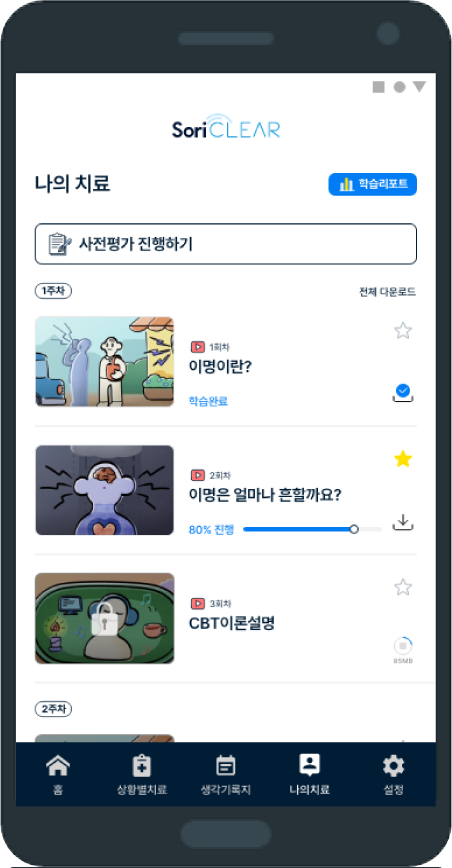 SoriCLEAR
나의 치료
학습리포트
사전평가 진행하기
1주차
전체 다운로드
1회차
이명이란?
학습완료
2회차
이명은 얼마나 흔할까요?
80% 진행
3회차
CBT이론설명
85MB
2주차
홈
상황별치료
생각기록지
나의치료
설정